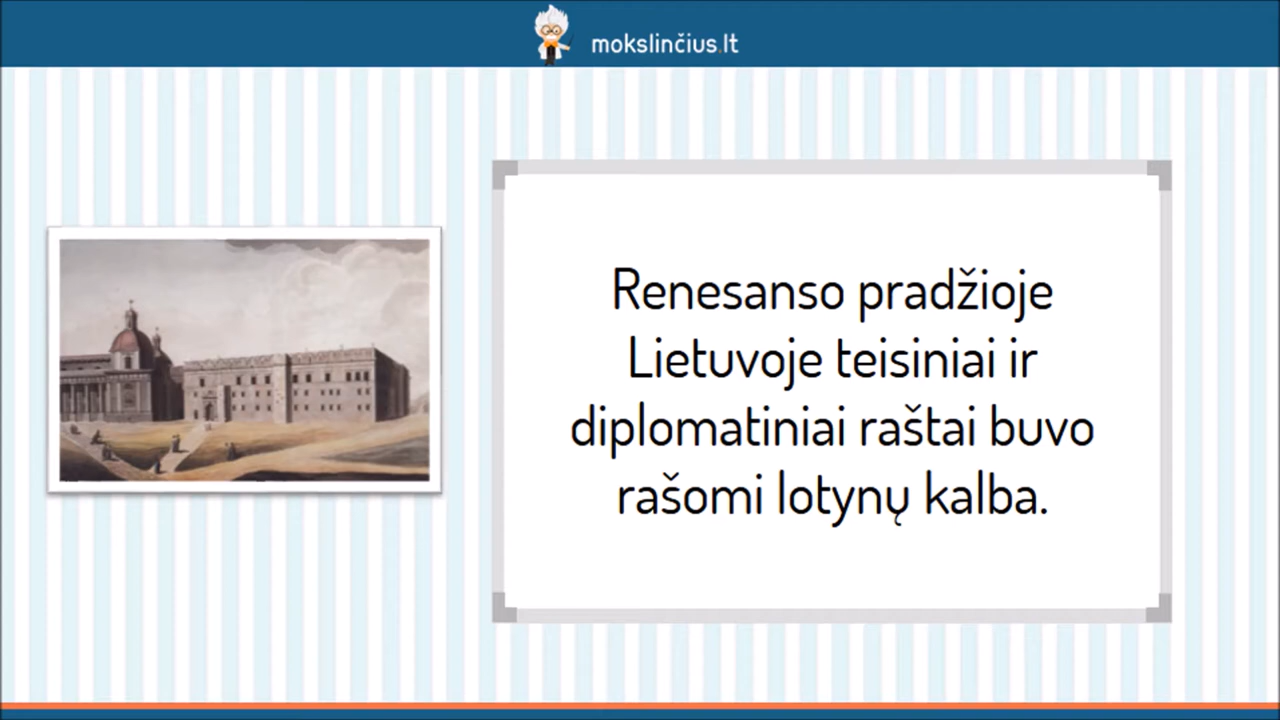 mokslinčius.lt
Renesanso pradžioje
Lietuvoje teisiniai ir
diplomatiniai raštai buvo
rašomi lotynų kalba.